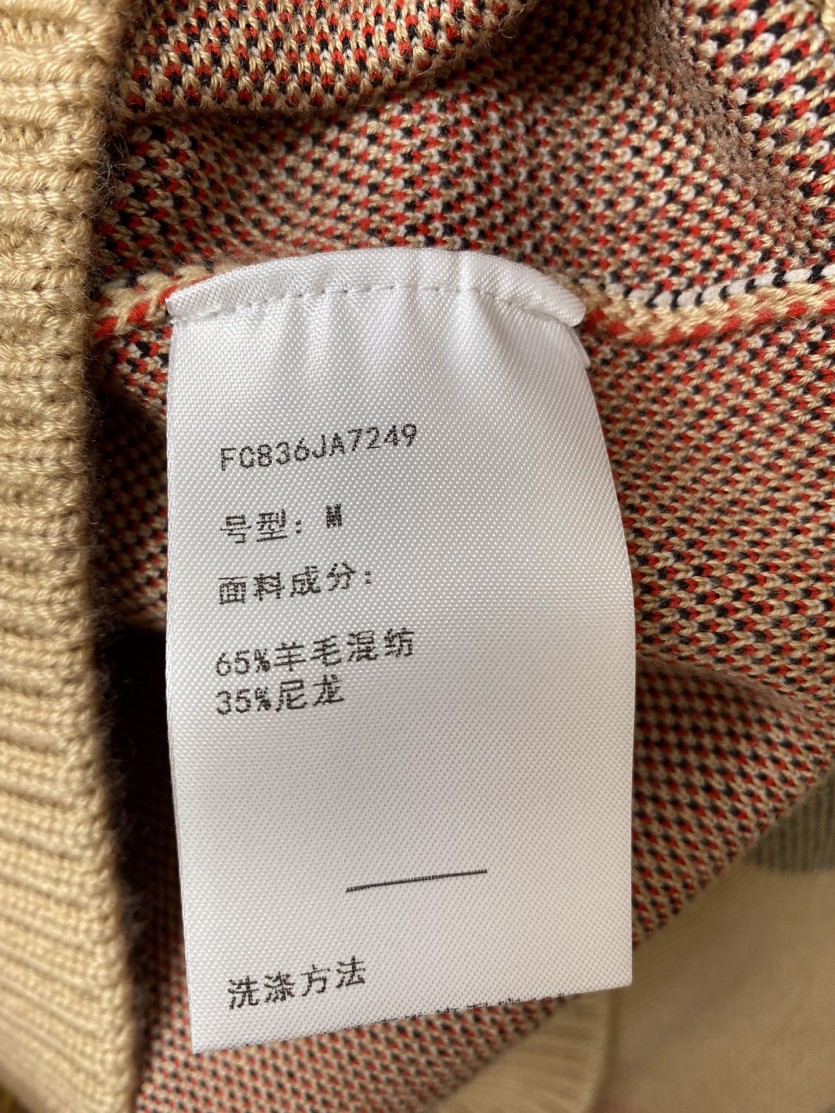 FC836JA7249
号型：M
面料成分：
65%羊毛混纺
35%尼龙
洗涤方法